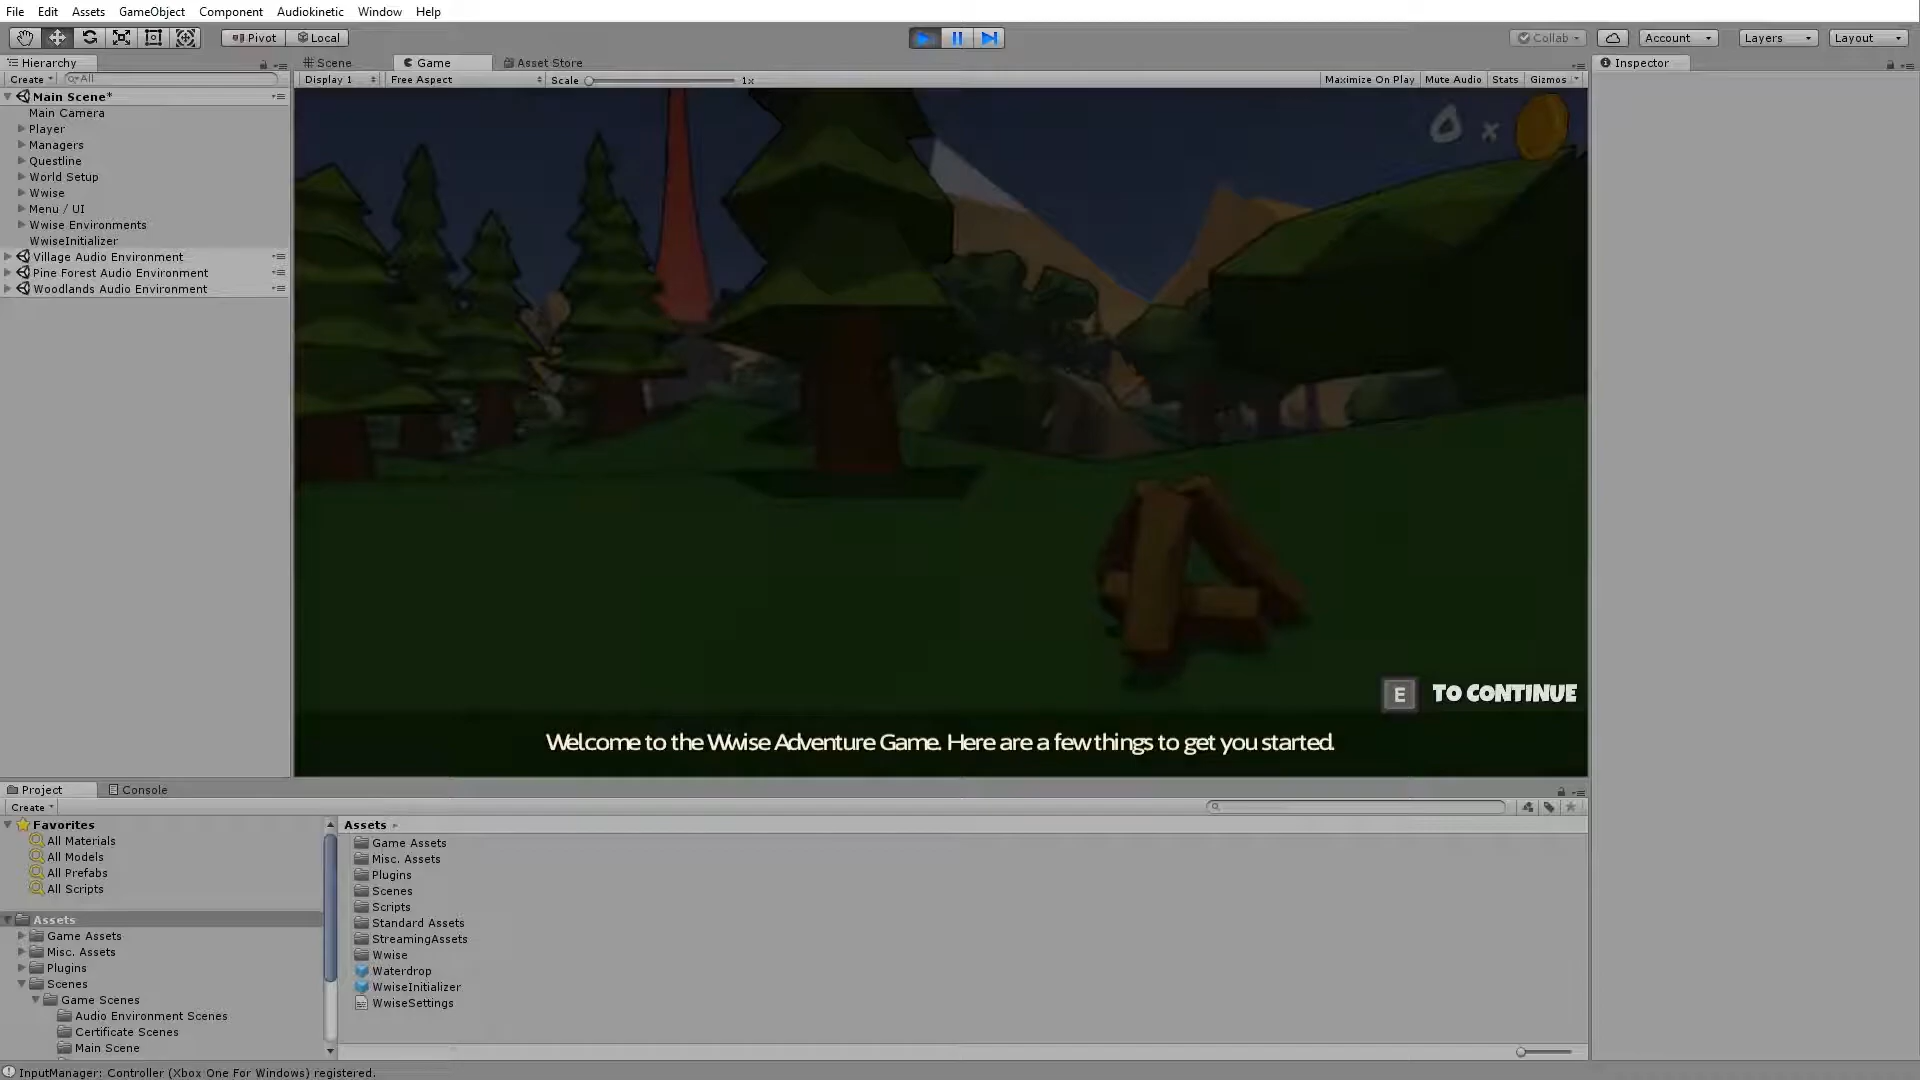 File Edit Assets GameObject Component Audiokinetic Window Help
Pivot Local Collab Account Layers Layout
Hierarchy Scene Game Asset Store Inspector
Create All Display 1 Free Aspect Scale 1x Maximize On Play Mute Audio Stats Gizmos
Main Scene*
Main Camera
Player
Managers
Questline
World Setup
Wwise
Menu / UI
Wwise Environments
WwiseInitializer
Village Audio Environment
Pine Forest Audio Environment
Woodlands Audio Environment
0 x
E TO CONTINUE
Welcome to the Wwise Adventure Game. Here are a few things to get you started.
Project Console
Create
Favorites
All Materials
All Models
All Prefabs
All Scripts
Assets
Game Assets
Misc. Assets
Plugins
Scenes
Game Scenes
Audio Environment Scenes
Certificate Scenes
Main Scene
Assets
Game Assets
Misc. Assets
Plugins
Scenes
Scripts
Standard Assets
StreamingAssets
Wwise
Waterdrop
WwiseInitializer
WwiseSettings
InputManager: Controller (Xbox One For Windows) registered.